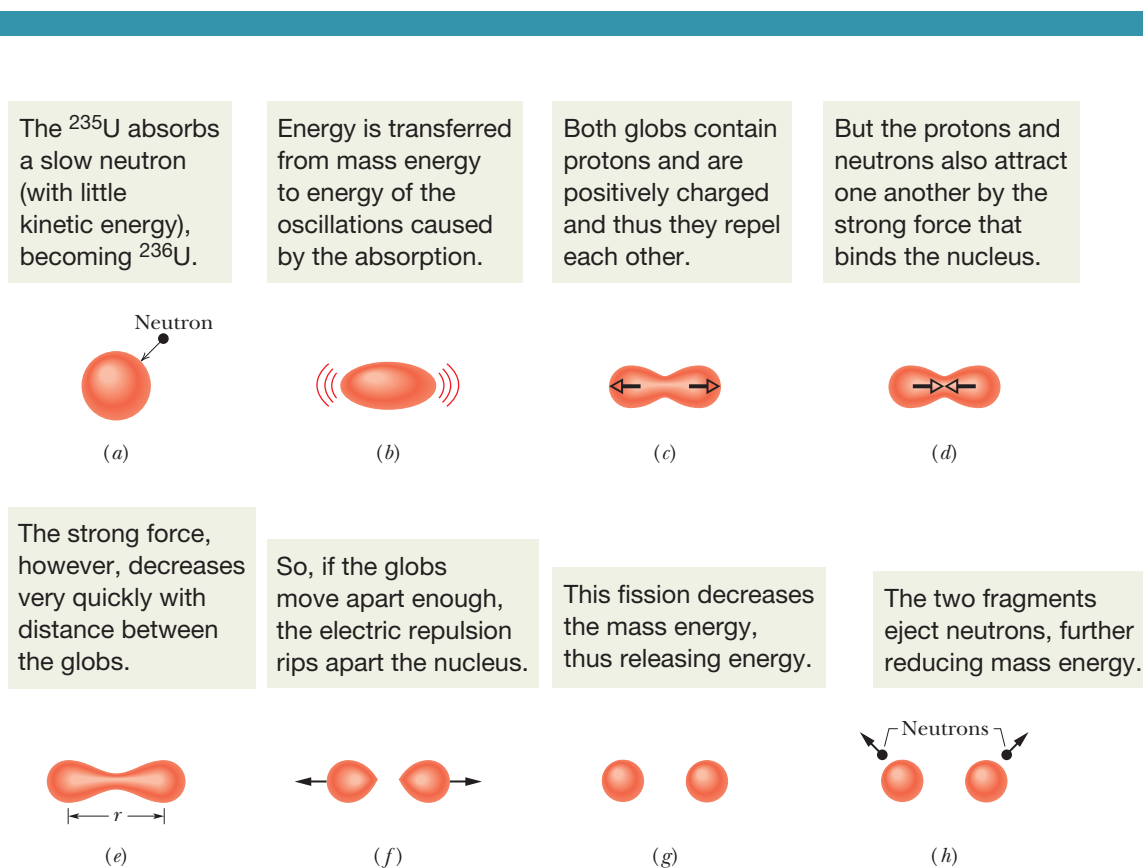 The ²³⁵U absorbs
a slow neutron
(with little
kinetic energy),
becoming ²³⁶U.
Energy is transferred
from mass energy
to energy of the
oscillations caused
by the absorption.
Both globs contain
protons and are
positively charged
and thus they repel
each other.
But the protons and
neutrons also attract
one another by the
strong force that
binds the nucleus.
Neutron
(a)
(b)
(c)
(d)
The strong force,
however, decreases
very quickly with
distance between
the globs.
So, if the globs
move apart enough,
the electric repulsion
rips apart the nucleus.
This fission decreases
the mass energy,
thus releasing energy.
The two fragments
eject neutrons, further
reducing mass energy.
r
Neutrons
(e)
(f)
(g)
(h)